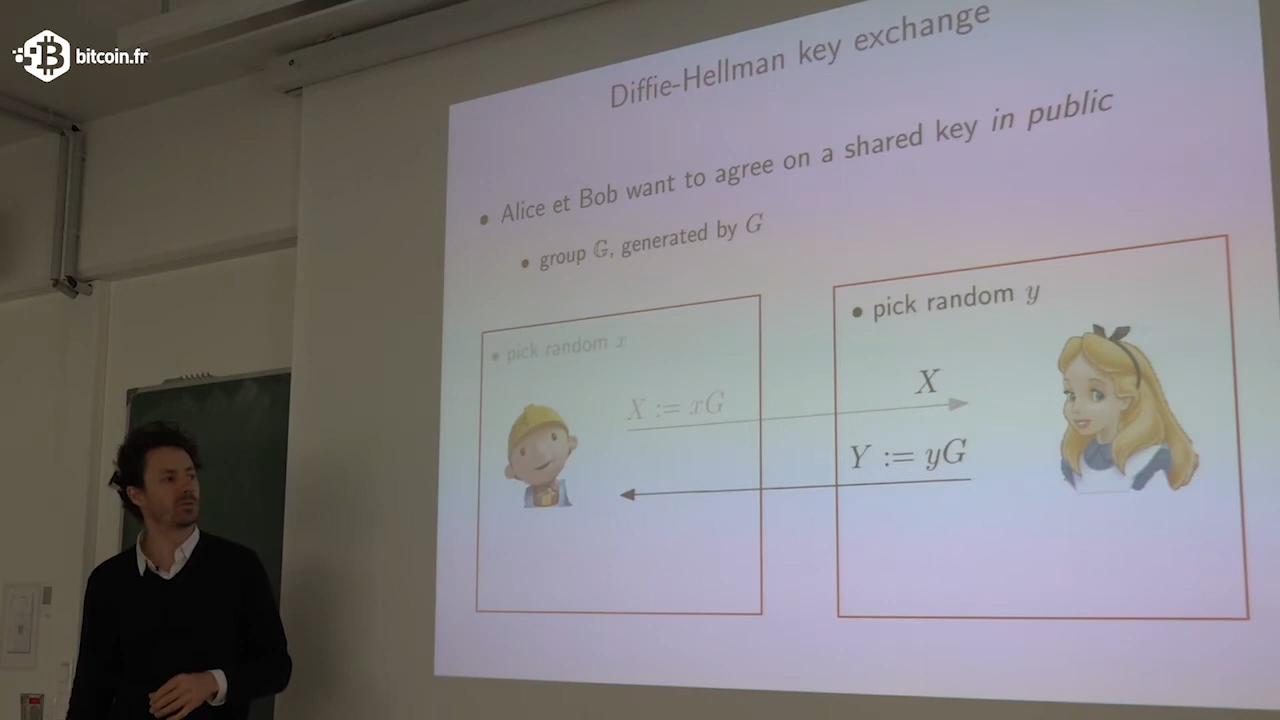 bitcoin.fr
Diffie-Hellman key exchange
• Alice et Bob want to agree on a shared key in public
• group 𝔾, generated by G
• pick random x
X := xG
• pick random y
X
Y := yG